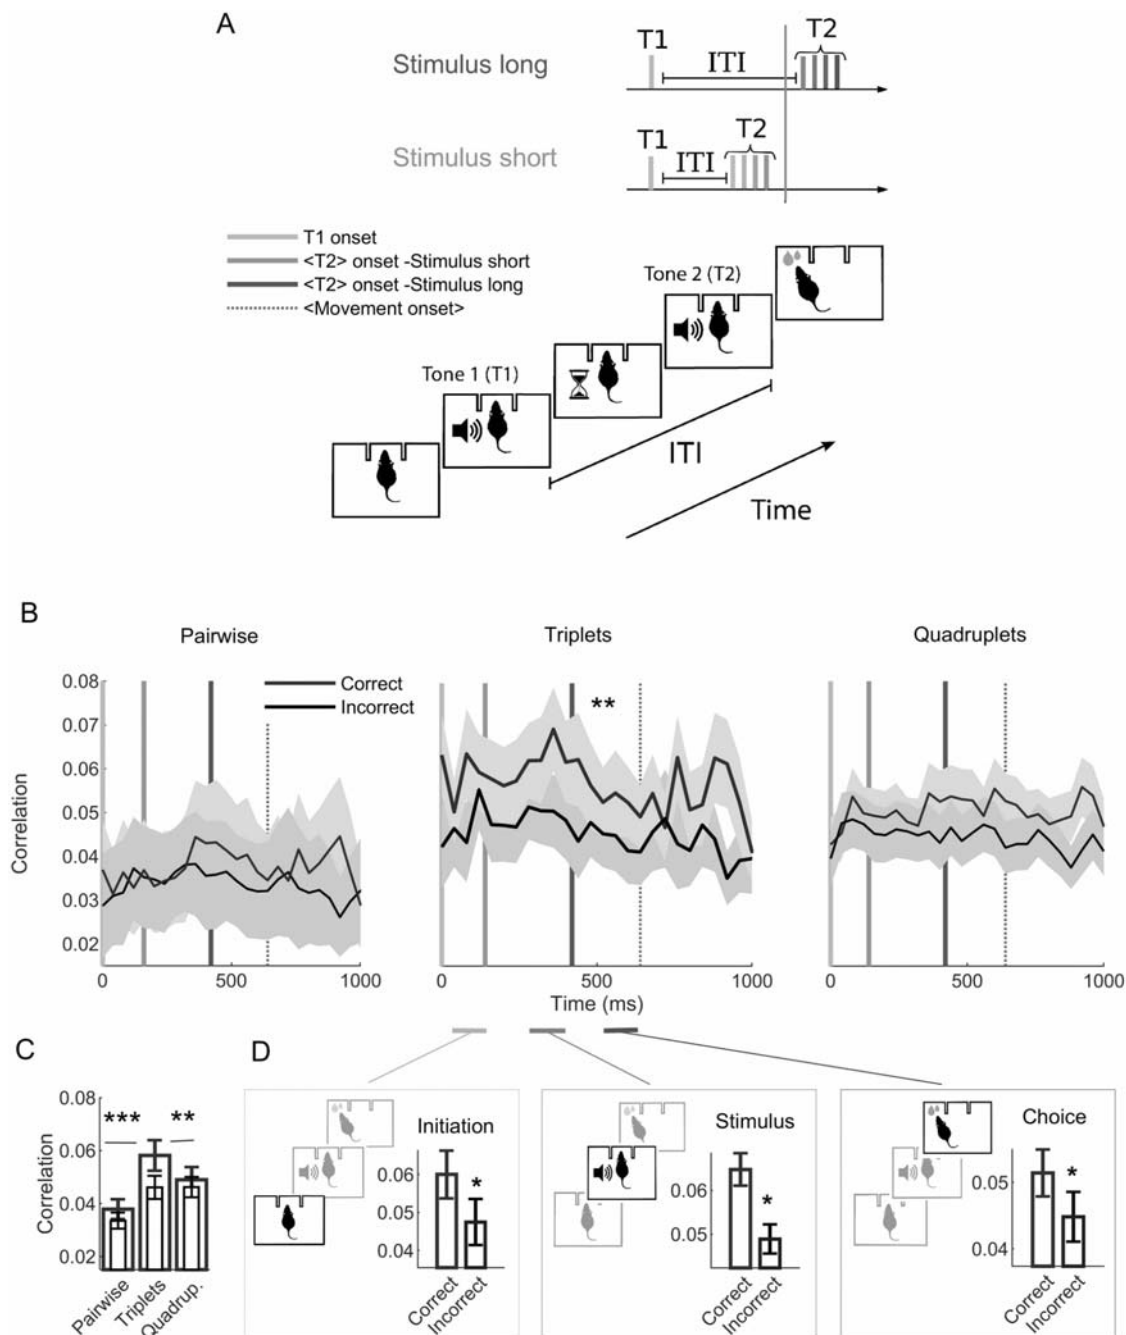 A
Stimulus long
T1
ITI
T2
Stimulus short
T1
ITI
T2
T1 onset
<T2> onset -Stimulus short
<T2> onset -Stimulus long
<Movement onset>
Tone 1 (T1)
Tone 2 (T2)
ITI
Time
B
Pairwise
Triplets
Quadruplets
Correlation
0.08
0.07
0.06
0.05
0.04
0.03
0.02
Correct
Incorrect
**
0 500 1000
0 500 1000
0 500 1000
Time (ms)
C
Correlation
0.08
0.06
0.04
0.02
*** **
Pairwise
Triplets
Quadrup.
D
Initiation
0.06
0.04
*
Correct
Incorrect
Stimulus
0.06
0.05
*
Correct
Incorrect
Choice
0.05
0.04
*
Correct
Incorrect